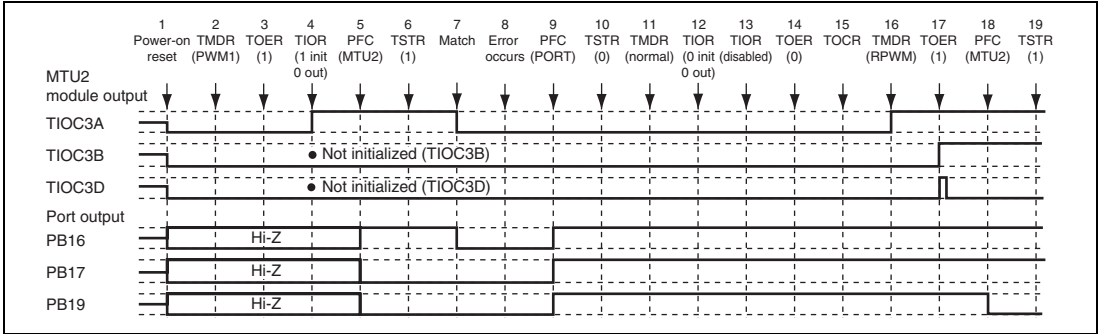 1 2 3 4 5 6 7 8 9 10 11 12 13 14 15 16 17 18 19
Power-on TMDR TOER TIOR PFC TSTR Match Error PFC TSTR TMDR TIOR TIOR TOER TOCR TMDR TOER PFC TSTR
reset (PWM1) (1) (1 init (MTU2) (1) occurs (PORT) (0) (normal) (0 init (disabled) (0) (RPWM) (1) (MTU2) (1)
0 out) 0 out)
MTU2
module output
TIOC3A
TIOC3B • Not initialized (TIOC3B)
TIOC3D • Not initialized (TIOC3D)
Port output
PB16 Hi-Z
PB17 Hi-Z
PB19 Hi-Z